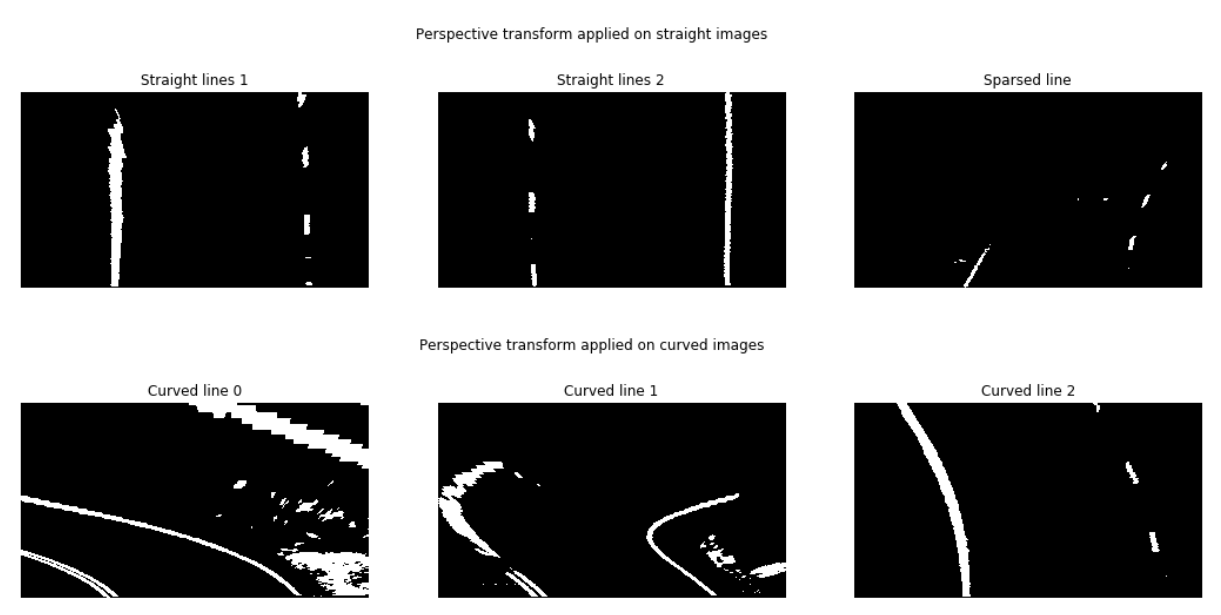 Perspective transform applied on straight images
Straight lines 1
Straight lines 2
Sparsed line
Perspective transform applied on curved images
Curved line 0
Curved line 1
Curved line 2